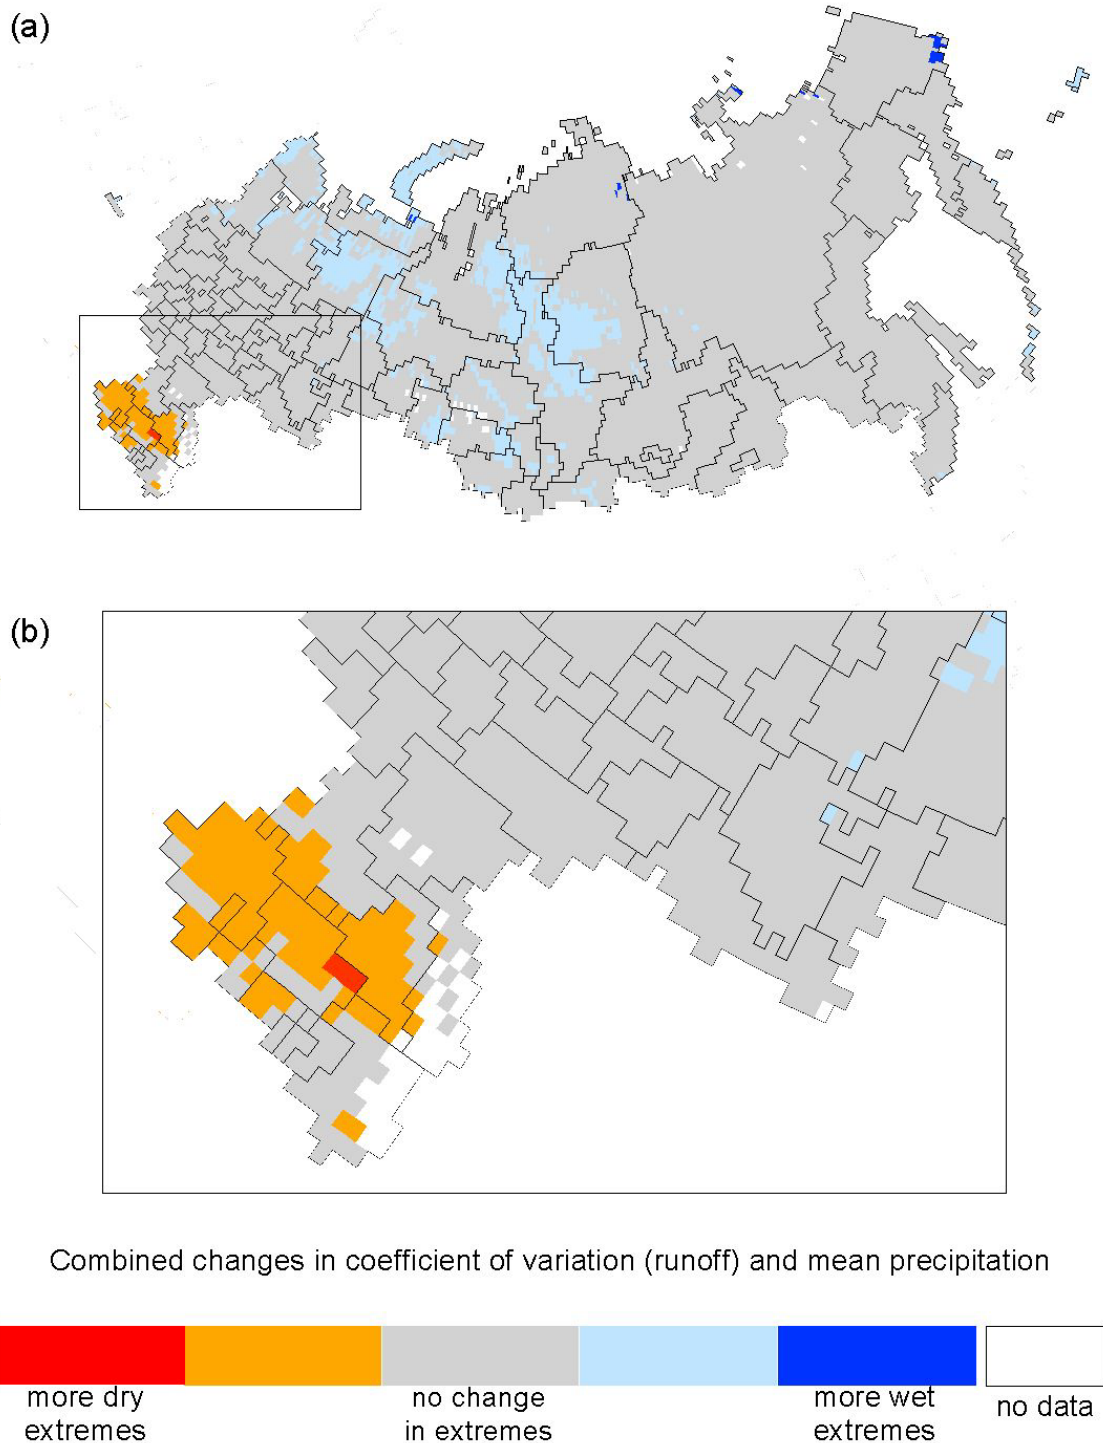 (a)
(b)
Combined changes in coefficient of variation (runoff) and mean precipitation
more dry
extremes
no change
in extremes
more wet
extremes
no data